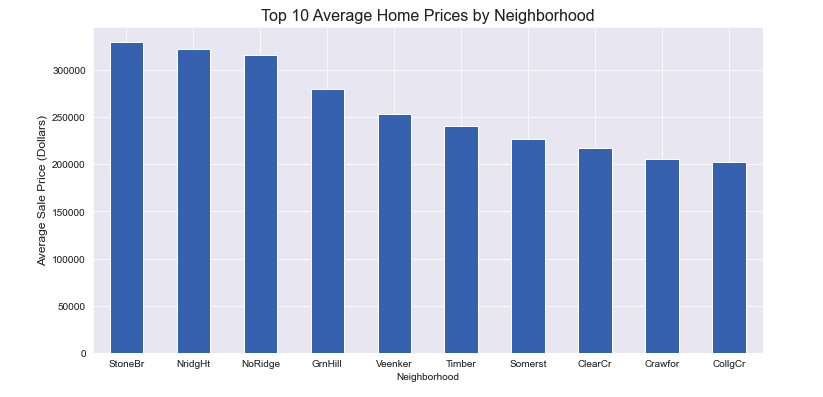 Top 10 Average Home Prices by Neighborhood
Average Sale Price (Dollars)
300000
250000
200000
150000
100000
50000
0
StoneBr NridgHt NoRidge GrnHill Veenker Timber Somerst ClearCr Crawfor CollgCr
Neighborhood